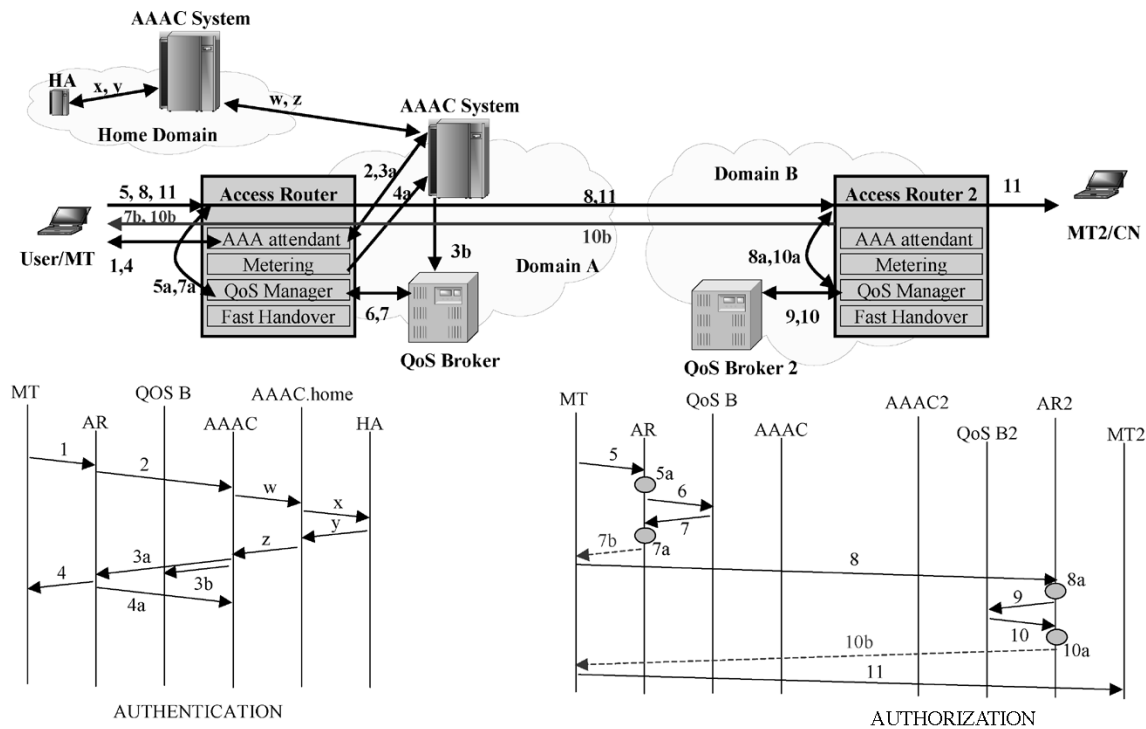 AAAC System
HA
x, y
w, z
AAAC System
Home Domain
2,3a
Domain B
5, 8, 11
Access Router
4a
8,11
Access Router 2
11
7b, 10b
10b
User/MT
AAA attendant
3b
Domain A
8a,10a
AAA attendant
MT2/CN
1,4
Metering
Metering
5a,7a
QoS Manager
QoS Manager
6,7
9,10
Fast Handover
Fast Handover
QoS Broker
QoS Broker 2
MT
QOS B
AAAC.home
AR
AAAC
HA
1
2
w
x
y
z
3a
3b
4
4a
AUTHENTICATION
MT
QoS B
AAAC2
AR2
AR
AAAC
QoS B2
MT2
5
5a
6
7
7b
7a
8
8a
9
10
10b
10a
11
AUTHORIZATION